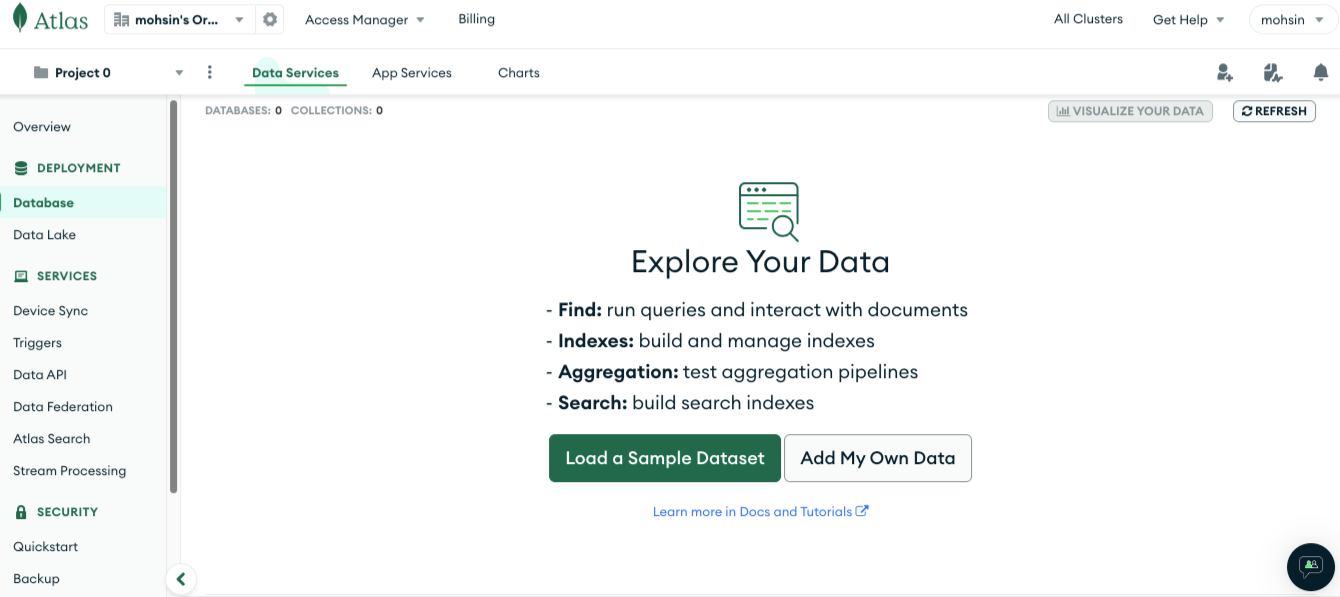 Atlas
mohsin's Or...
Access Manager
Billing
All Clusters
Get Help
mohsin
Project 0
Data Services
App Services
Charts
DATABASES: 0 COLLECTIONS: 0
VISUALIZE YOUR DATA
REFRESH
Overview
DEPLOYMENT
Database
Data Lake
SERVICES
Device Sync
Triggers
Data API
Data Federation
Atlas Search
Stream Processing
SECURITY
Quickstart
Backup
Explore Your Data
- Find: run queries and interact with documents
- Indexes: build and manage indexes
- Aggregation: test aggregation pipelines
- Search: build search indexes
Load a Sample Dataset
Add My Own Data
Learn more in Docs and Tutorials